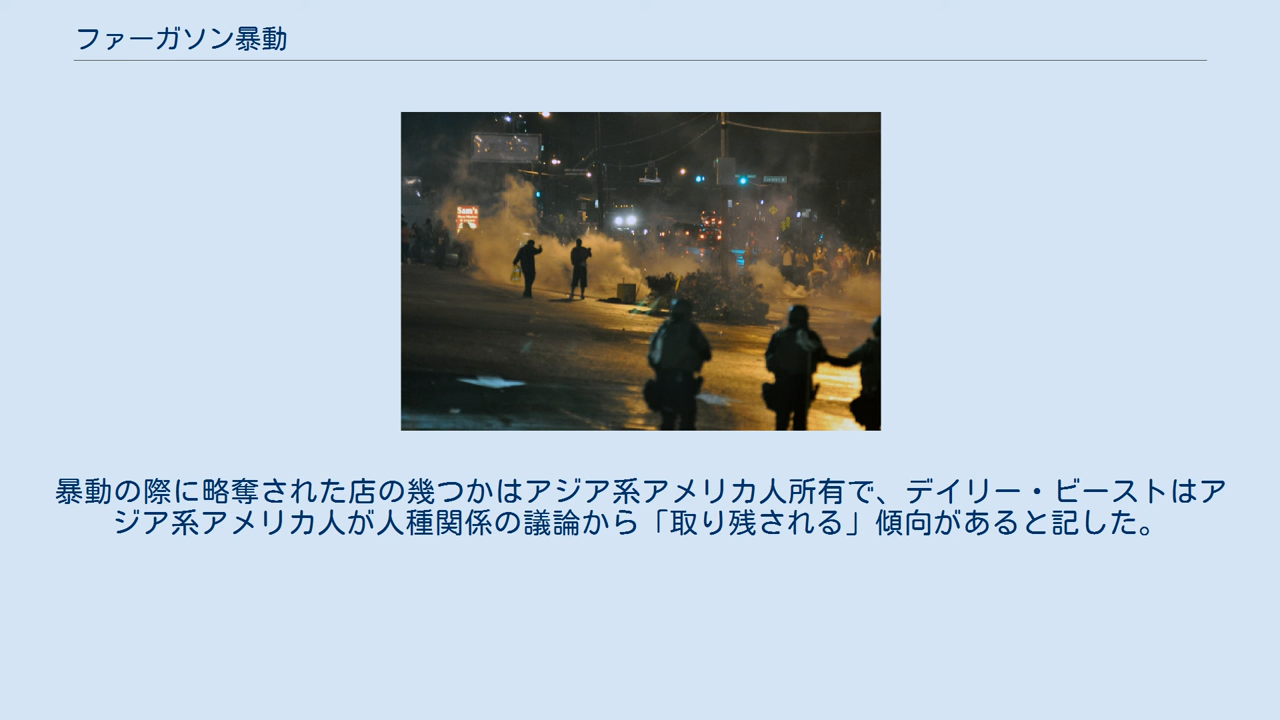 ファーガソン暴動
Sam's
暴動の際に略奪された店の幾つかはアジア系アメリカ人所有で、デイリー・ビーストはア
ジア系アメリカ人が人種関係の議論から「取り残される」傾向があると記した。